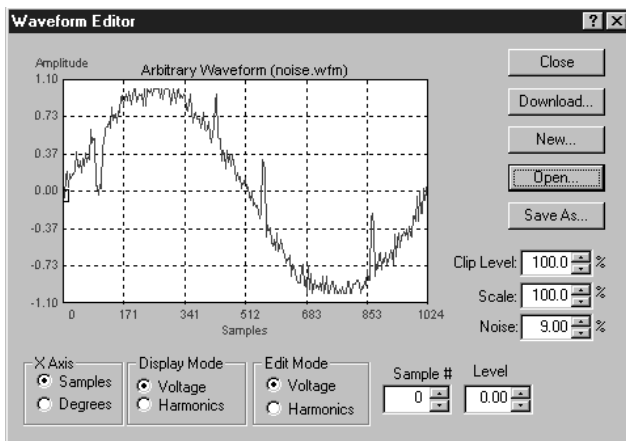 Waveform Editor
Amplitude
Arbitrary Waveform (noise.wfm)
1.10
0.73
0.37
0.00
-0.37
-0.73
-1.10
0 171 341 512 683 853 1024
Samples
Close
Download...
New...
Open...
Save As...
Clip Level: 100.0 %
Scale: 100.0 %
Noise: 9.00 %
X Axis
Samples
Degrees
Display Mode
Voltage
Harmonics
Edit Mode
Voltage
Harmonics
Sample #
0
Level
0.00